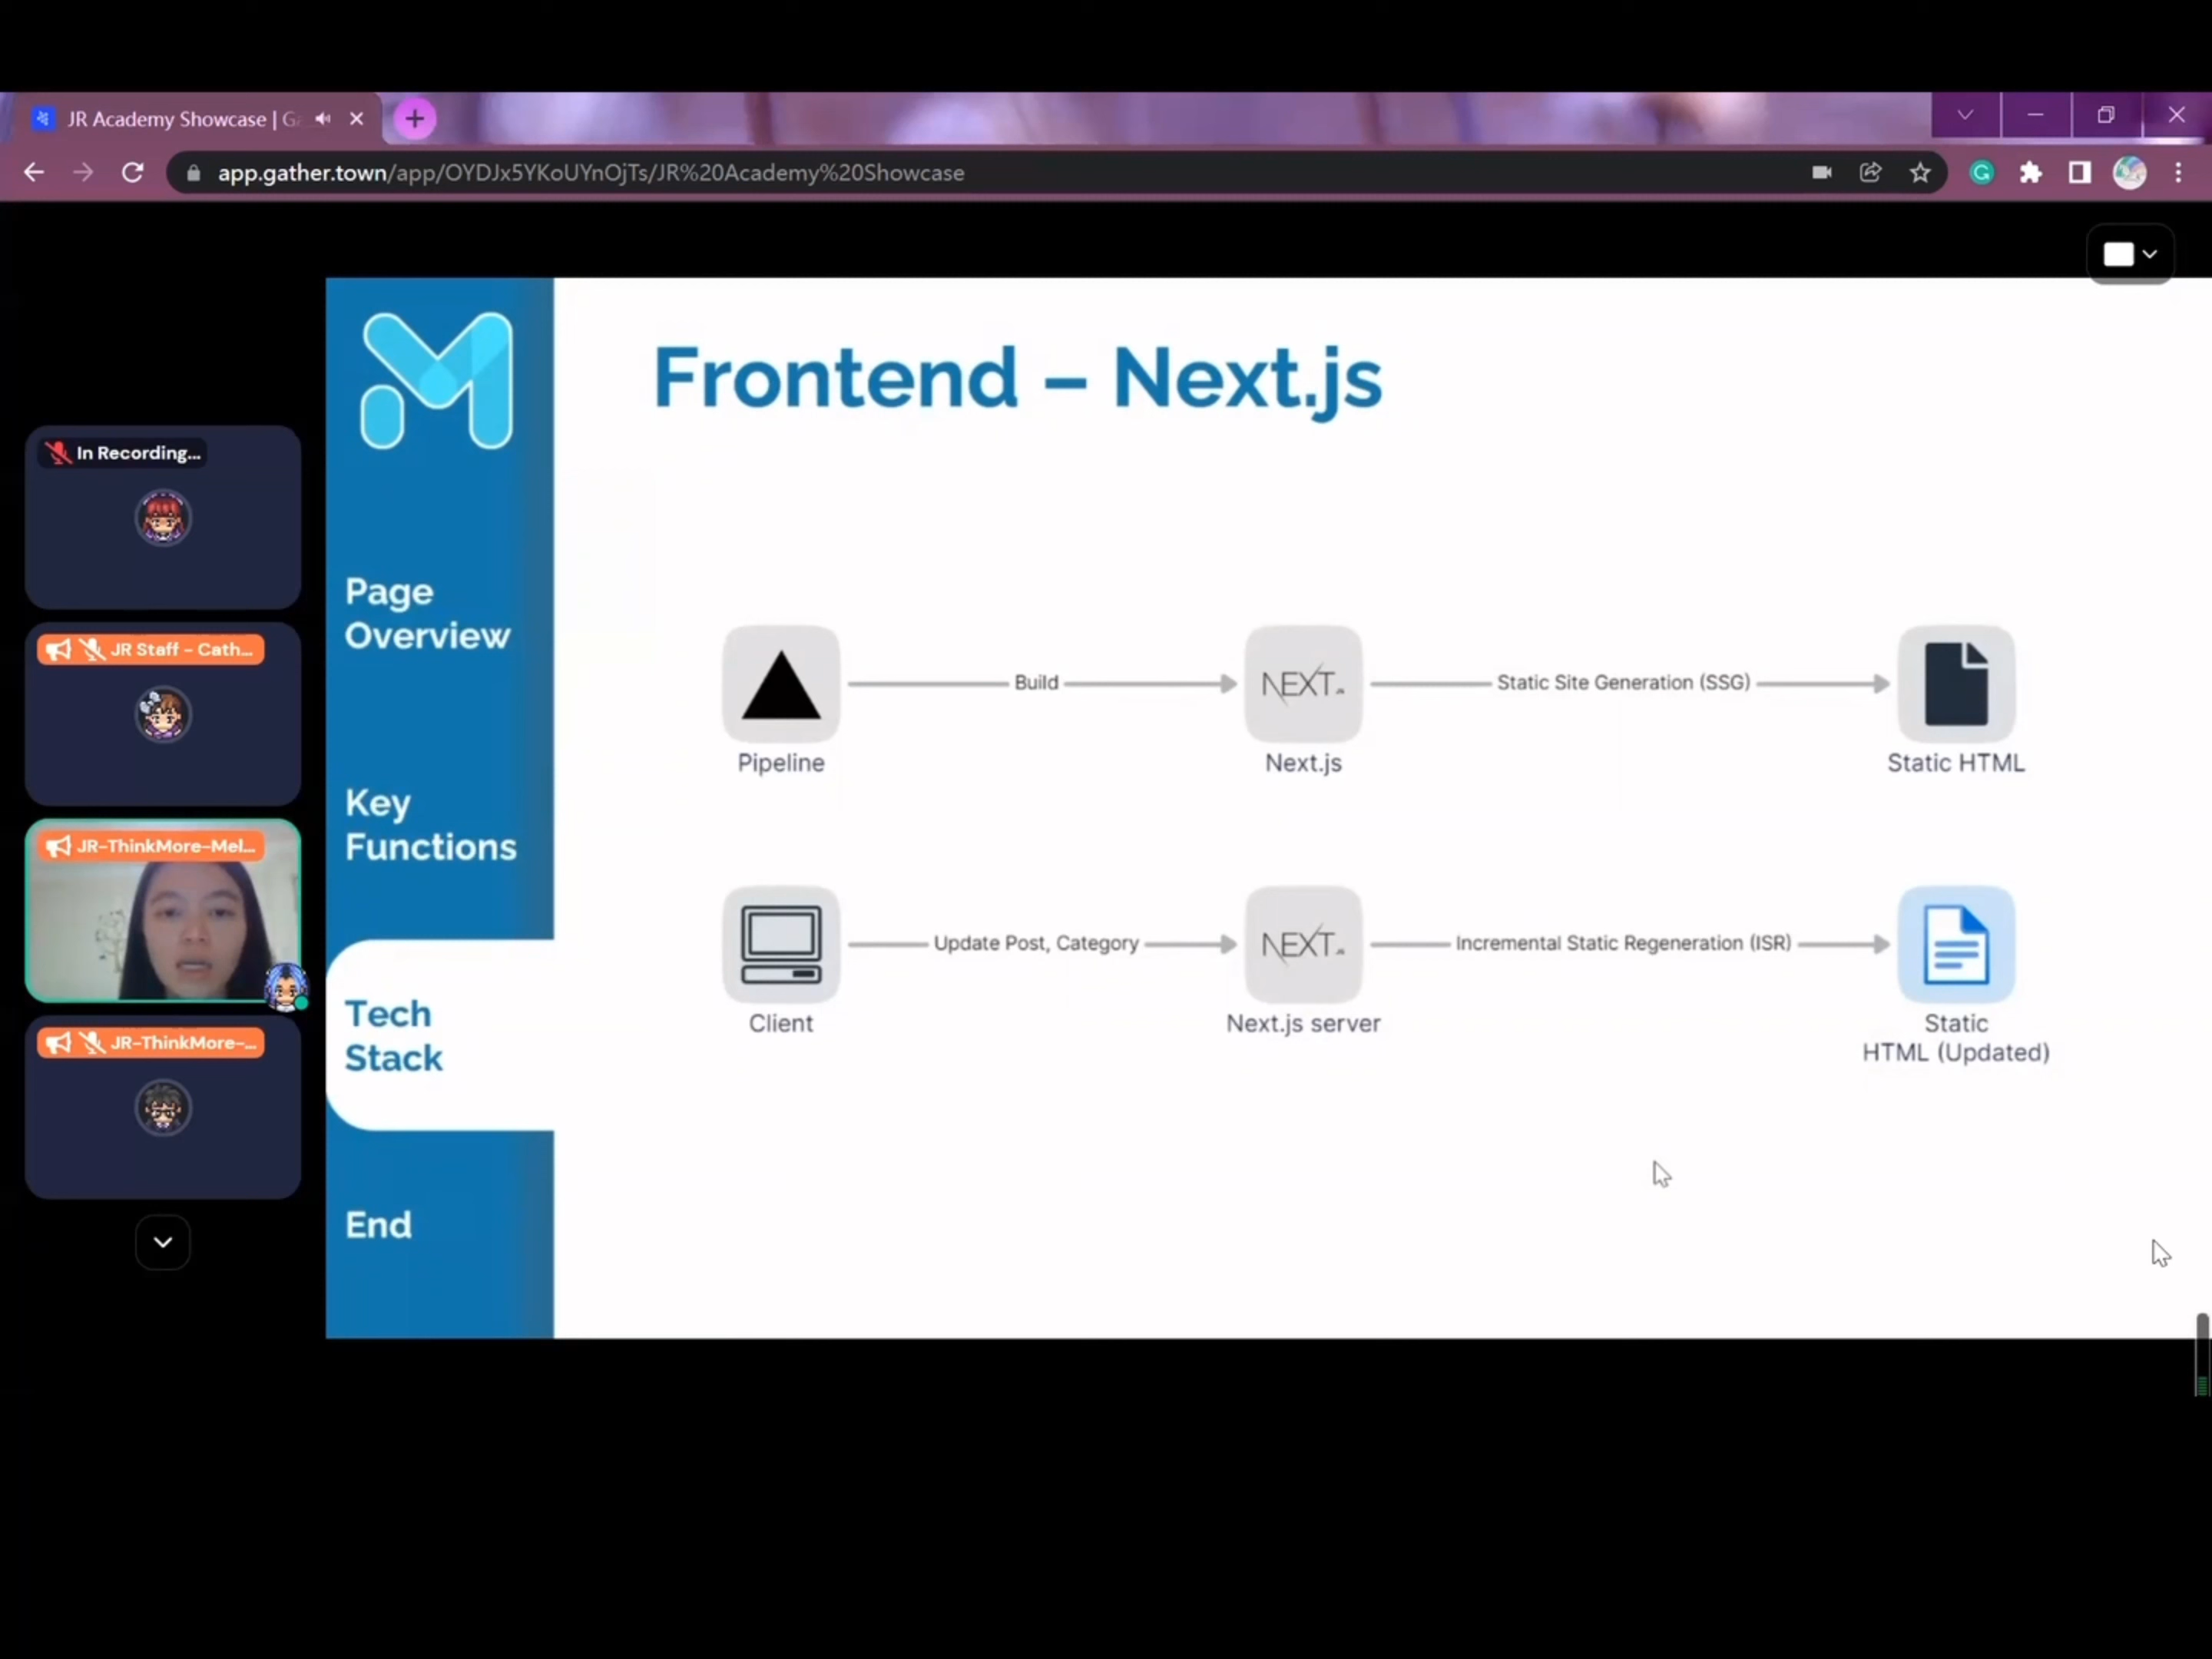 JR Academy Showcase | Ga
app.gather.town/app/OYDJx5YKoUYnOjTs/JR%20Academy%20Showcase
In Recording...
JR Staff - Cath...
JR-ThinkMore-Mel...
JR-ThinkMore-...
Page
Overview
Key
Functions
Tech
Stack
End
Frontend – Next.js
Build
NEXT.JS
Static Site Generation (SSG)
Pipeline
Next.js
Static HTML
Update Post, Category
NEXT.JS
Incremental Static Regeneration (ISR)
Client
Next.js server
Static
HTML (Updated)